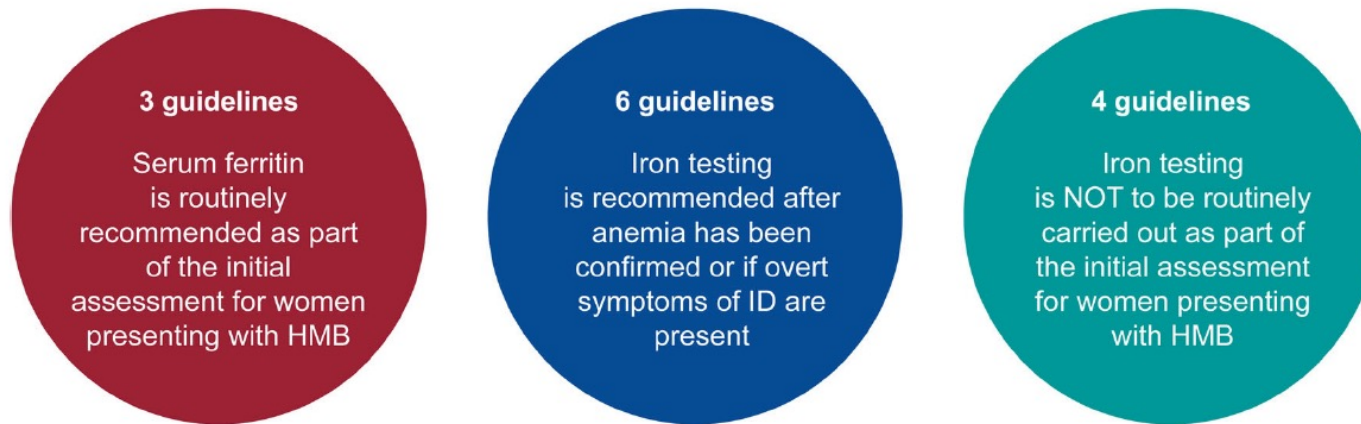 3 guidelines
Serum ferritin
is routinely
recommended as part
of the initial
assessment for women
presenting with HMB
6 guidelines
Iron testing
is recommended after
anemia has been
confirmed or if overt
symptoms of ID are
present
4 guidelines
Iron testing
is NOT to be routinely
carried out as part of
the initial assessment
for women presenting
with HMB